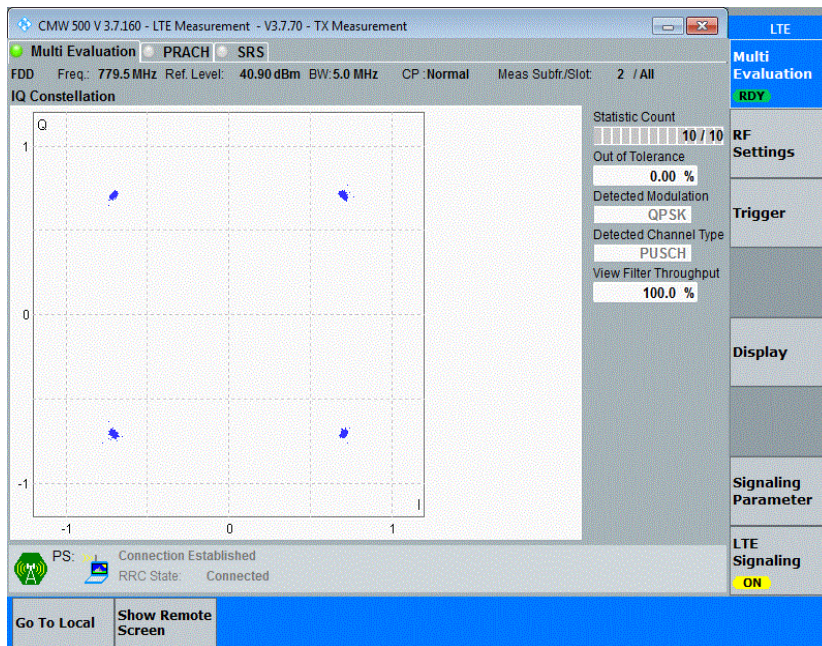 CMW 500 V 3.7.160 - LTE Measurement  - V3.7.70 - TX Measurement
LTE
Multi Evaluation PRACH SRS
Multi
Evaluation
RDY
FDD Freq.: 779.5 MHz Ref. Level: 40.90 dBm BW: 5.0 MHz CP : Normal Meas Subfr./Slot: 2 / All
IQ Constellation
Q
1
0
-1
I
-1 0 1
Statistic Count
10 / 10
Out of Tolerance
0.00 %
Detected Modulation
QPSK
Detected Channel Type
PUSCH
View Filter Throughput
100.0 %
RF
Settings
Trigger
Display
Signaling
Parameter
LTE
Signaling
ON
PS: Connection Established
RRC State: Connected
Go To Local
Show Remote
Screen